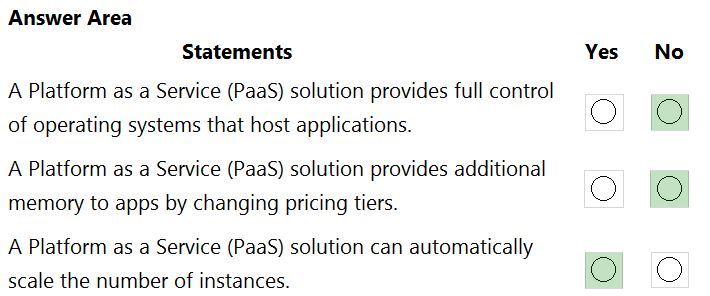 Answer Area
Statements Yes No
A Platform as a Service (PaaS) solution provides full control
of operating systems that host applications.
A Platform as a Service (PaaS) solution provides additional
memory to apps by changing pricing tiers.
A Platform as a Service (PaaS) solution can automatically
scale the number of instances.